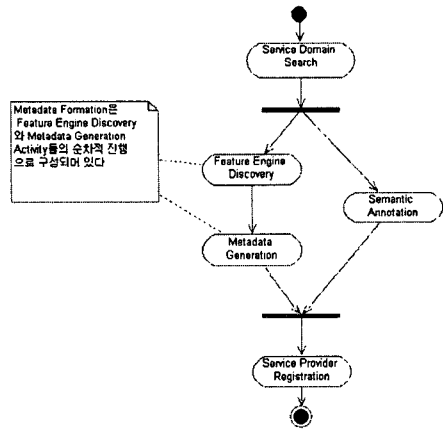 Service Domain
Search
Metadata Formation은
Feature Engine Discovery
와 Metadata Generation
Activity들의 순차적 진행
으로 구성되어 있다
Feature Engine
Discovery
Semantic
Annotation
Metadata
Generation
Service Provider
Registration